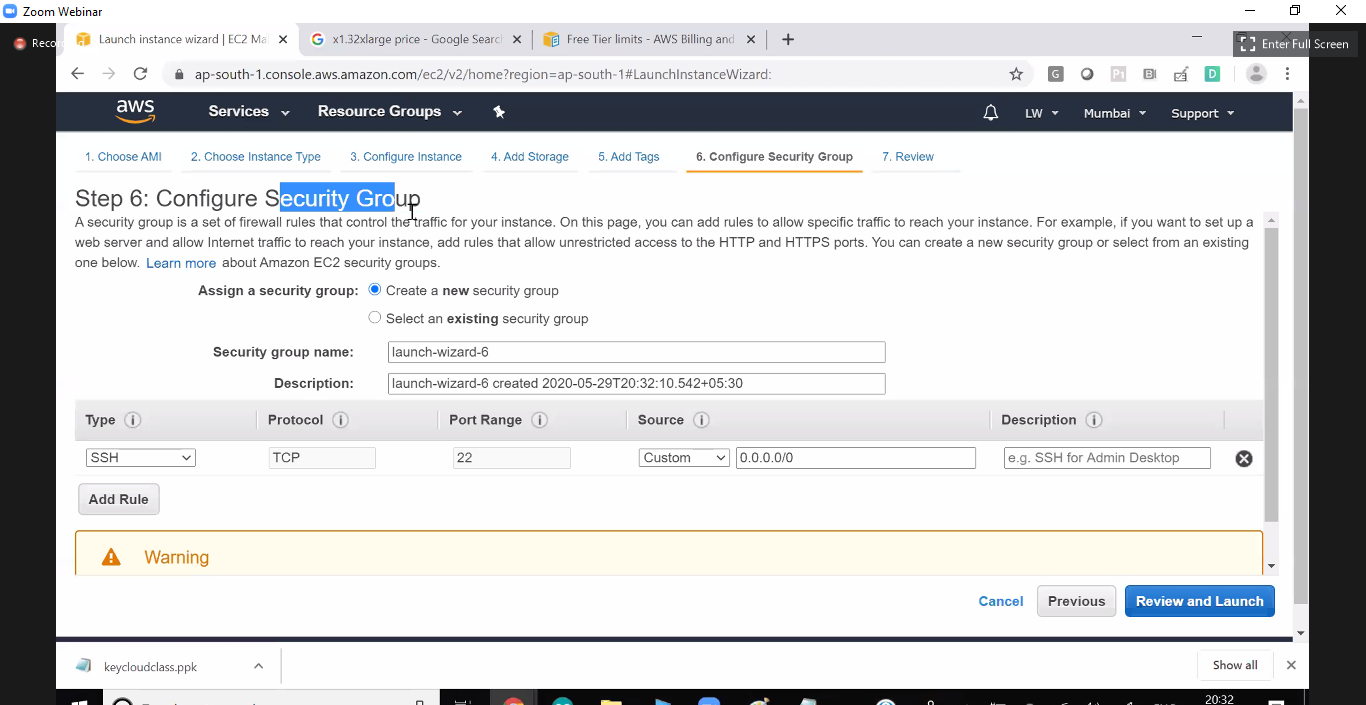 Zoom Webinar
Recor
Launch instance wizard | EC2 Ma
x1.32xlarge price - Google Searc
Free Tier limits - AWS Billing and
Enter Full Screen
ap-south-1.console.aws.amazon.com/ec2/v2/home?region=ap-south-1#LaunchInstanceWizard:
aws
Services
Resource Groups
LW
Mumbai
Support
1. Choose AMI
2. Choose Instance Type
3. Configure Instance
4. Add Storage
5. Add Tags
6. Configure Security Group
7. Review
Step 6: Configure Security Group
A security group is a set of firewall rules that control the traffic for your instance. On this page, you can add rules to allow specific traffic to reach your instance. For example, if you want to set up a
web server and allow Internet traffic to reach your instance, add rules that allow unrestricted access to the HTTP and HTTPS ports. You can create a new security group or select from an existing
one below. Learn more about Amazon EC2 security groups.
Assign a security group: Create a new security group
Select an existing security group
Security group name: launch-wizard-6
Description: launch-wizard-6 created 2020-05-29T20:32:10.542+05:30
Type Protocol Port Range Source Description
SSH TCP 22 Custom 0.0.0.0/0 e.g. SSH for Admin Desktop
Add Rule
Warning
Cancel Previous Review and Launch
keycloudclass.ppk
Show all
20:32